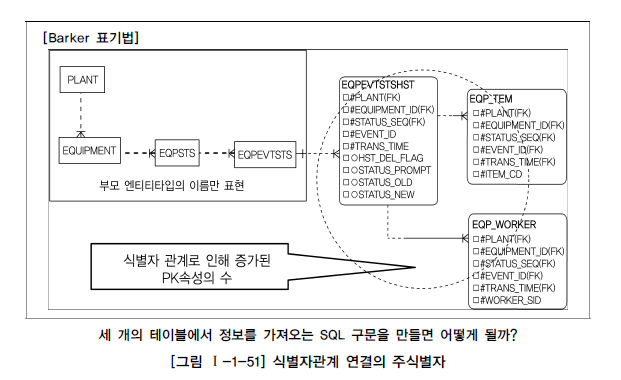 [Barker 표기법]
PLANT
EQUIPMENT
EQPSTS
EQPEVTSTS
부모 엔티티타입의 이름만 표현
EQPEVTSTSHST
□#PLANT(FK)
□#EQUIPMENT_ID(FK)
□#STATUS_SEQ(FK)
□#EVENT_ID
□#TRANS_TIME
□○HST_DEL_FLAG
□○STATUS_PROMPT
□○STATUS_OLD
□○STATUS_NEW
EQP_TEM
□#PLANT(FK)
□#EQUIPMENT_ID(FK)
□#STATUS_SEQ(FK)
□#EVENT_ID(FK)
□#TRANS_TIME(FK)
□#ITEM_CD
EQP_WORKER
□#PLANT(FK)
□#EQUIPMENT_ID(FK)
□#STATUS_SEQ(FK)
□#EVENT_ID(FK)
□#TRANS_TIME(FK)
□#WORKER_SID
식별자 관계로 인해 증가된
PK속성의 수
세 개의 테이블에서 정보를 가져오는 SQL 구문을 만들면 어떻게 될까?
[그림 Ⅰ-1-51] 식별자관계 연결의 주식별자